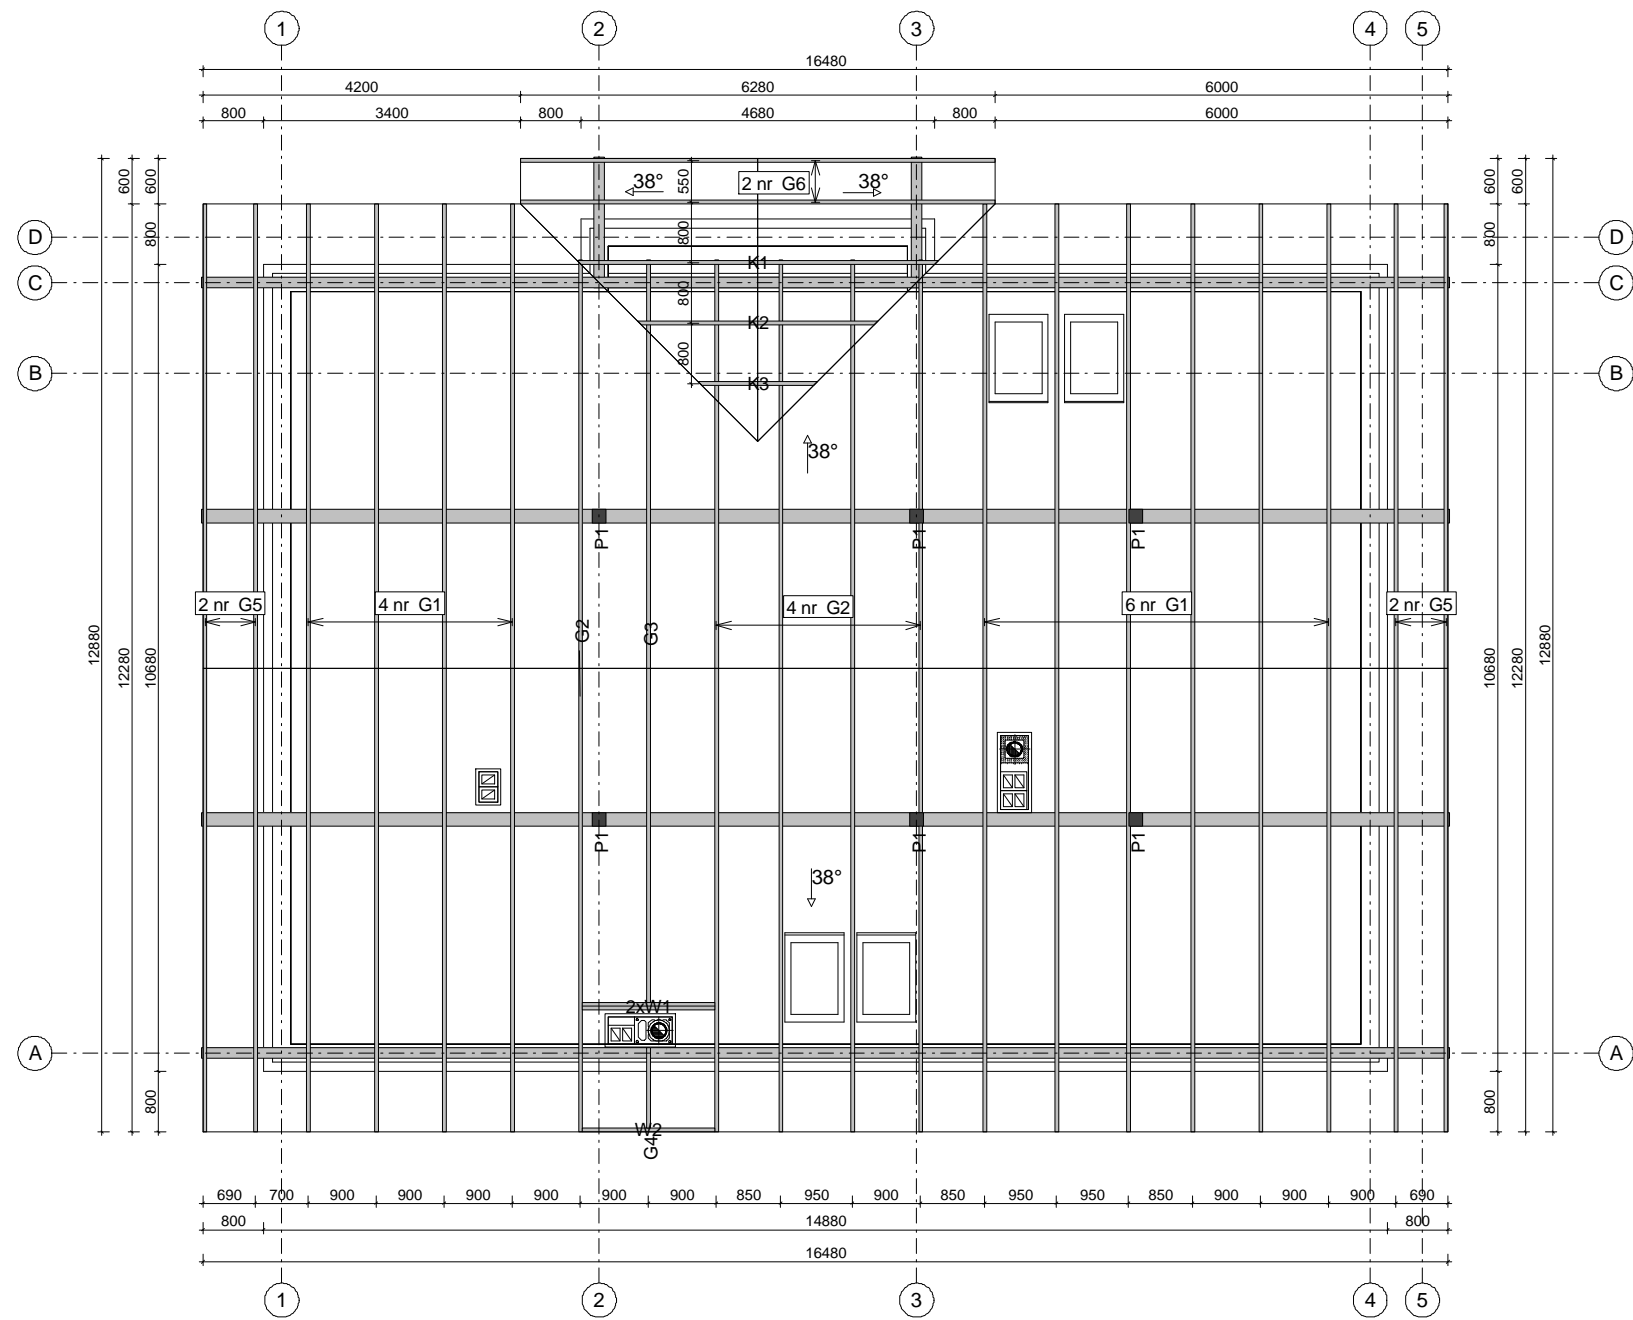 1 2 3 4 5
16480
4200 6280 6000
800 3400 800 4680 800 6000
600 600 38° 2 nr G6 38° 550 600 600
D 800 800 800 D
C K1 C
800
K2
B 800 B
K3
38°
P1 P1 P1
2 nr G5 4 nr G1 G2 G3 4 nr G2 6 nr G1 2 nr G5
12880 12280 10680 10680 12280 12880
P1 P1 P1
38°
2xW1
A A
800 800
W2
G4
690 700 900 900 900 900 900 900 850 950 900 850 950 950 850 900 900 900 690
800 14880 800
16480
1 2 3 4 5